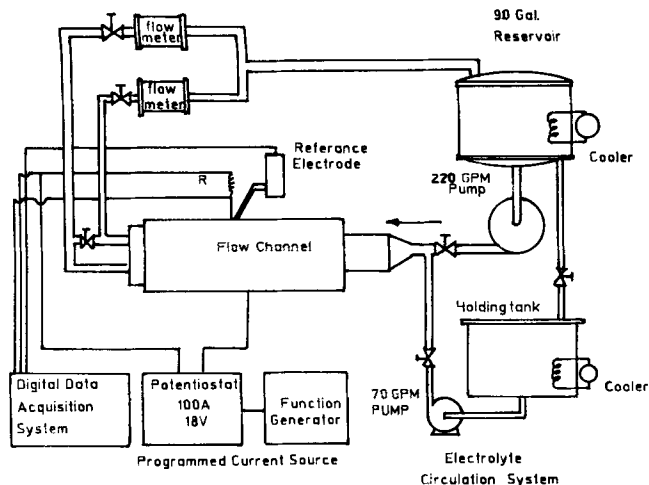 flow
meter
flow
meter
90 Gal.
Reservoir
Cooler
Referance
Electrode
R
220 GPM
Pump
Flow Channel
Holding tank
Cooler
70 GPM
PUMP
Digital Data
Acquisition
System
Potentiostat
100A
18V
Function
Generator
Programmed Current Source
Electrolyte
Circulation System